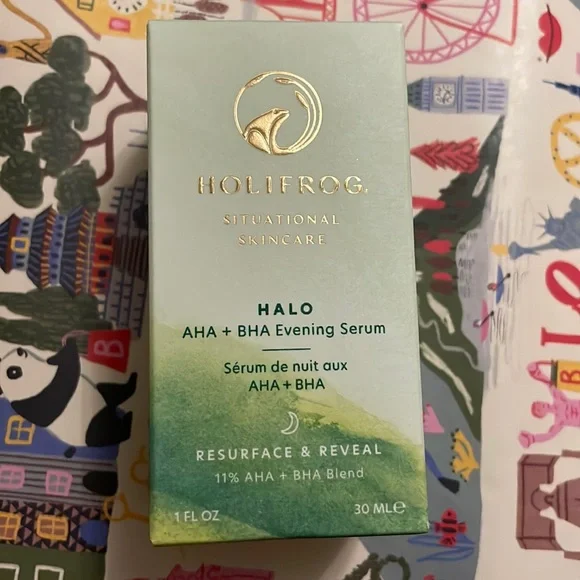 HOLIFROG®
SITUATIONAL
SKINCARE
HALO
AHA + BHA Evening Serum
Sérum de nuit aux
AHA + BHA
RESURFACE & REVEAL
11% AHA + BHA Blend
1 FL OZ 30 ML℮
B